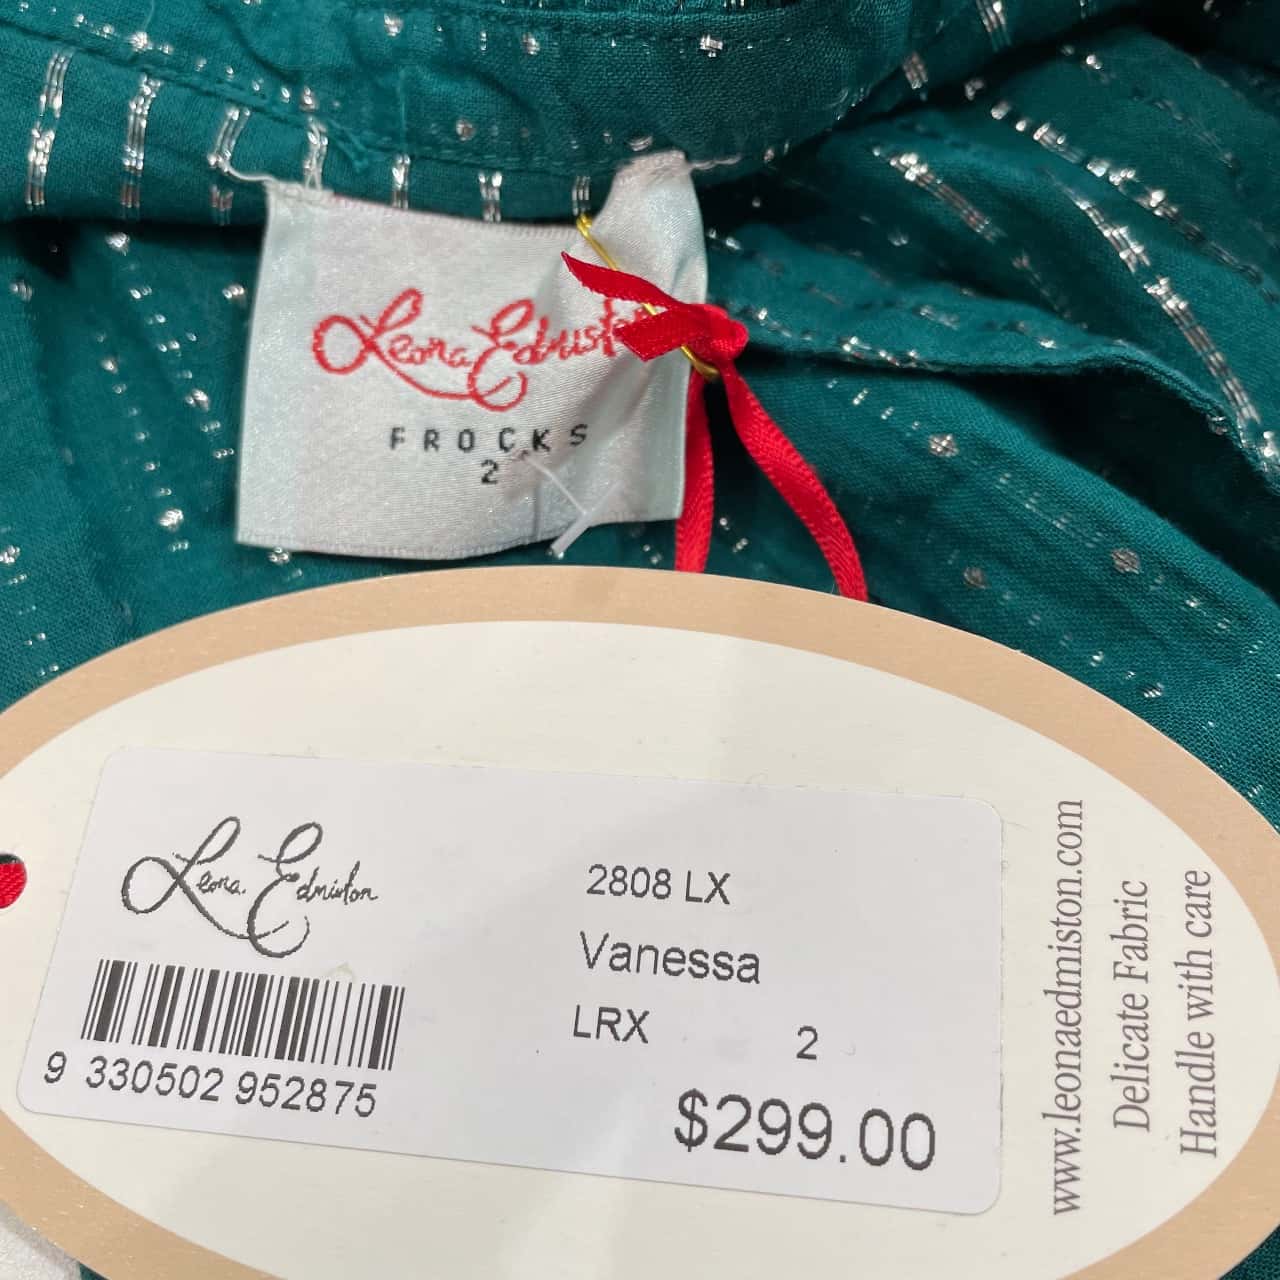 Leona Edmiston
FROCKS
2
Leona Edmiston
2808 LX
Vanessa
LRX 2
$299.00
9 330502 952875
www.leonaedmiston.com
Delicate Fabric
Handle with care